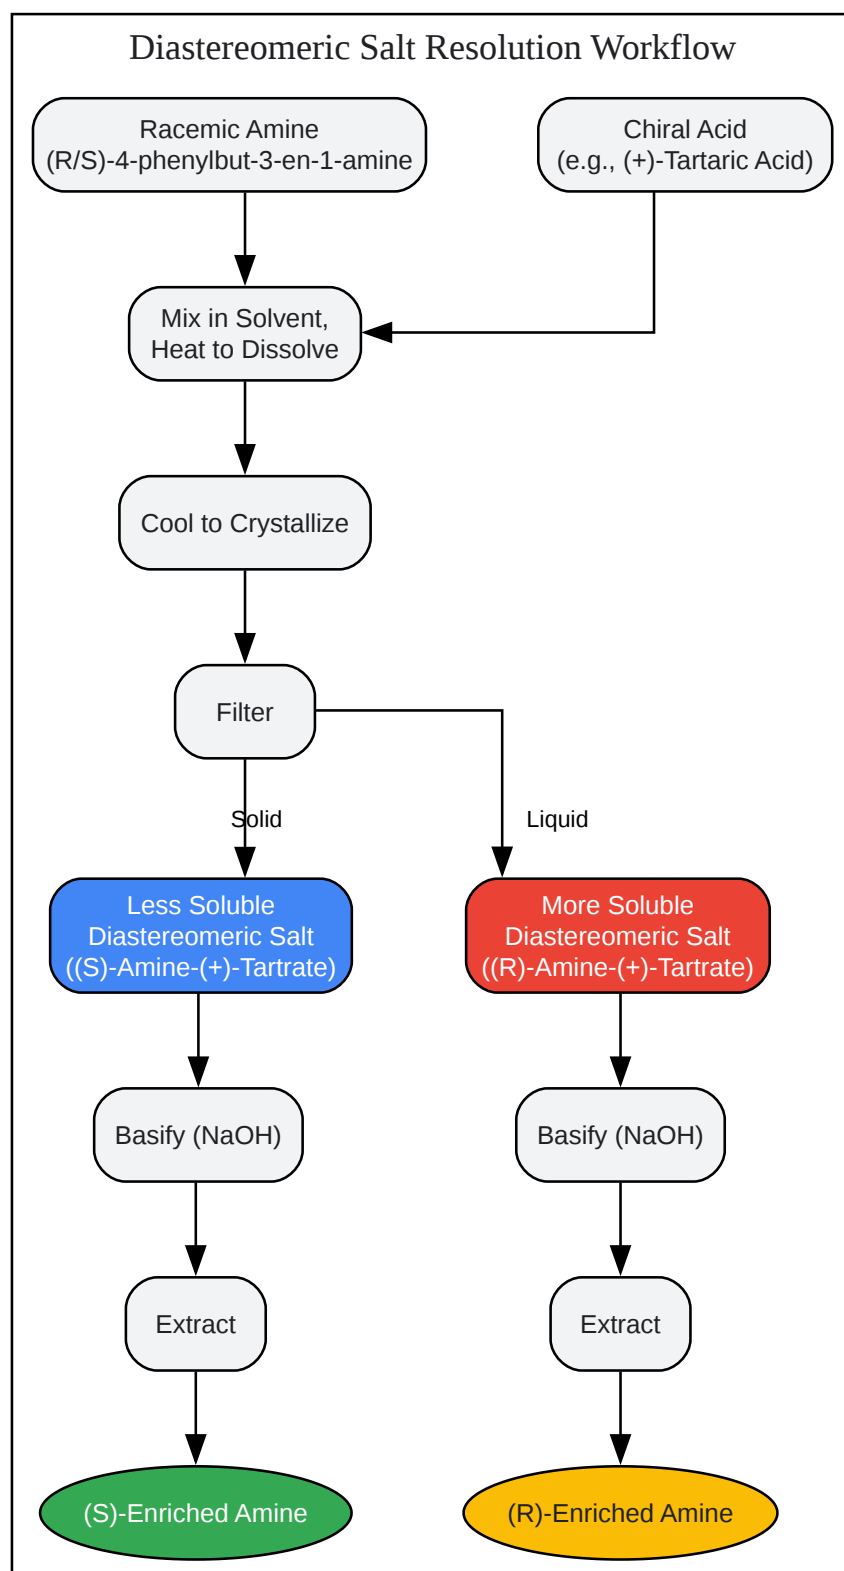 Diastereomeric Salt Resolution Workflow
Racemic Amine
(R/S)-4-phenylbut-3-en-1-amine
Chiral Acid
(e.g., (+)-Tartaric Acid)
Mix in Solvent,
Heat to Dissolve
Cool to Crystallize
Filter
Solid
Liquid
Less Soluble
Diastereomeric Salt
((S)-Amine-(+)-Tartrate)
More Soluble
Diastereomeric Salt
((R)-Amine-(+)-Tartrate)
Basify (NaOH)
Basify (NaOH)
Extract
Extract
(S)-Enriched Amine
(R)-Enriched Amine